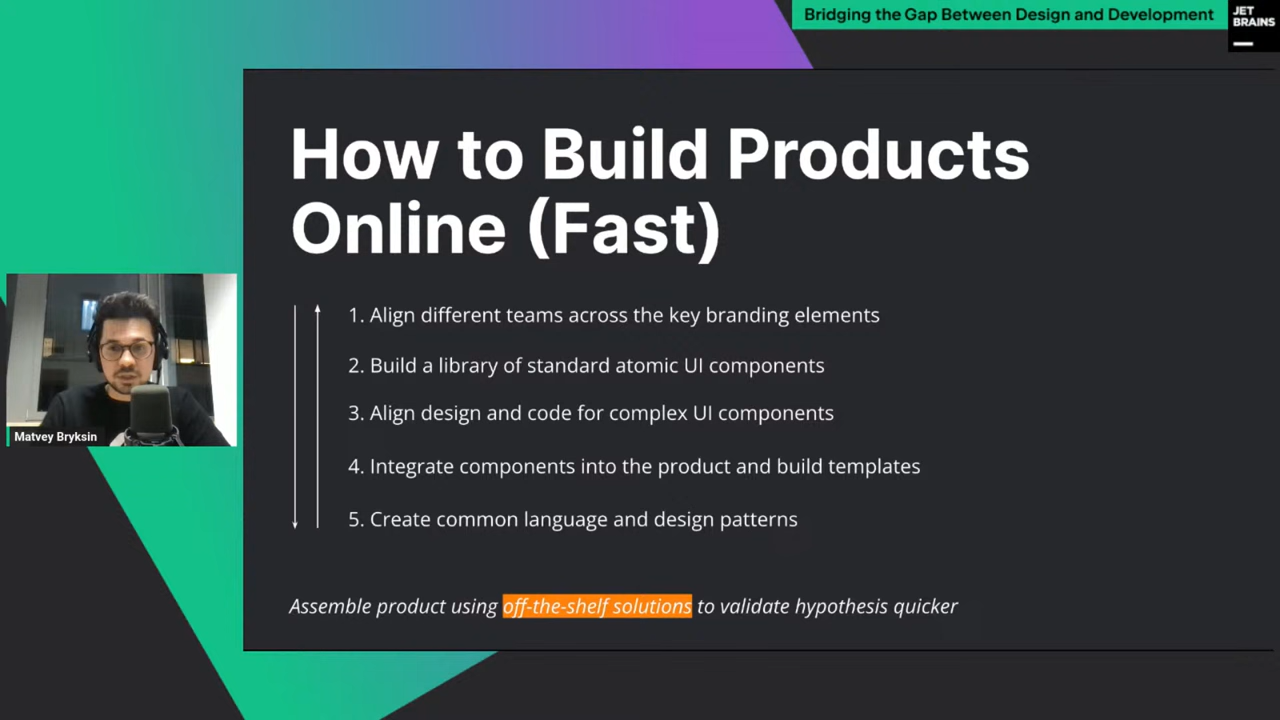 Bridging the Gap Between Design and Development
JET
BRAINS
How to Build Products
Online (Fast)
1. Align different teams across the key branding elements
2. Build a library of standard atomic UI components
3. Align design and code for complex UI components
4. Integrate components into the product and build templates
5. Create common language and design patterns
Assemble product using off-the-shelf solutions to validate hypothesis quicker
Matvey Bryksin